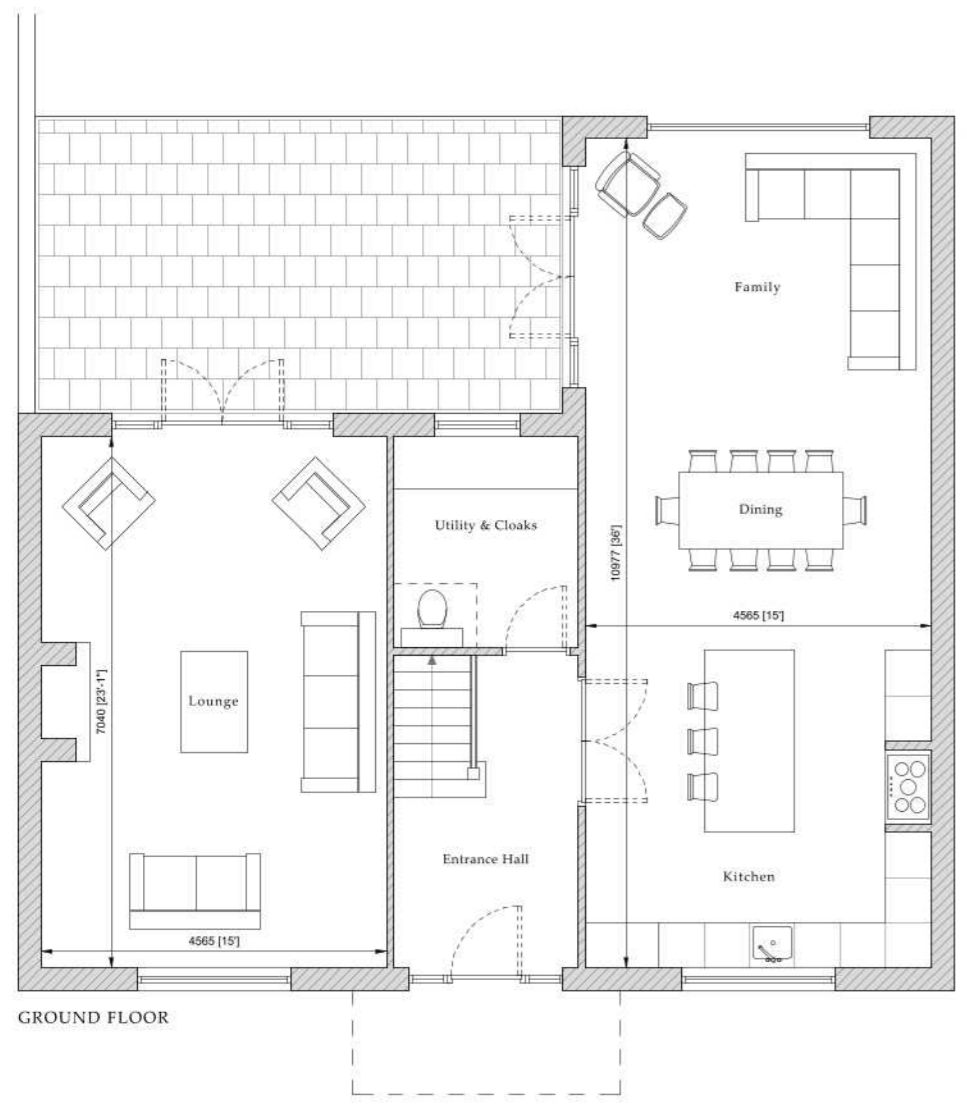 Family
Dining
Utility & Cloaks
10977 [36']
4565 [15']
Lounge
7040 [23'-1"]
Entrance Hall
Kitchen
4565 [15']
GROUND FLOOR